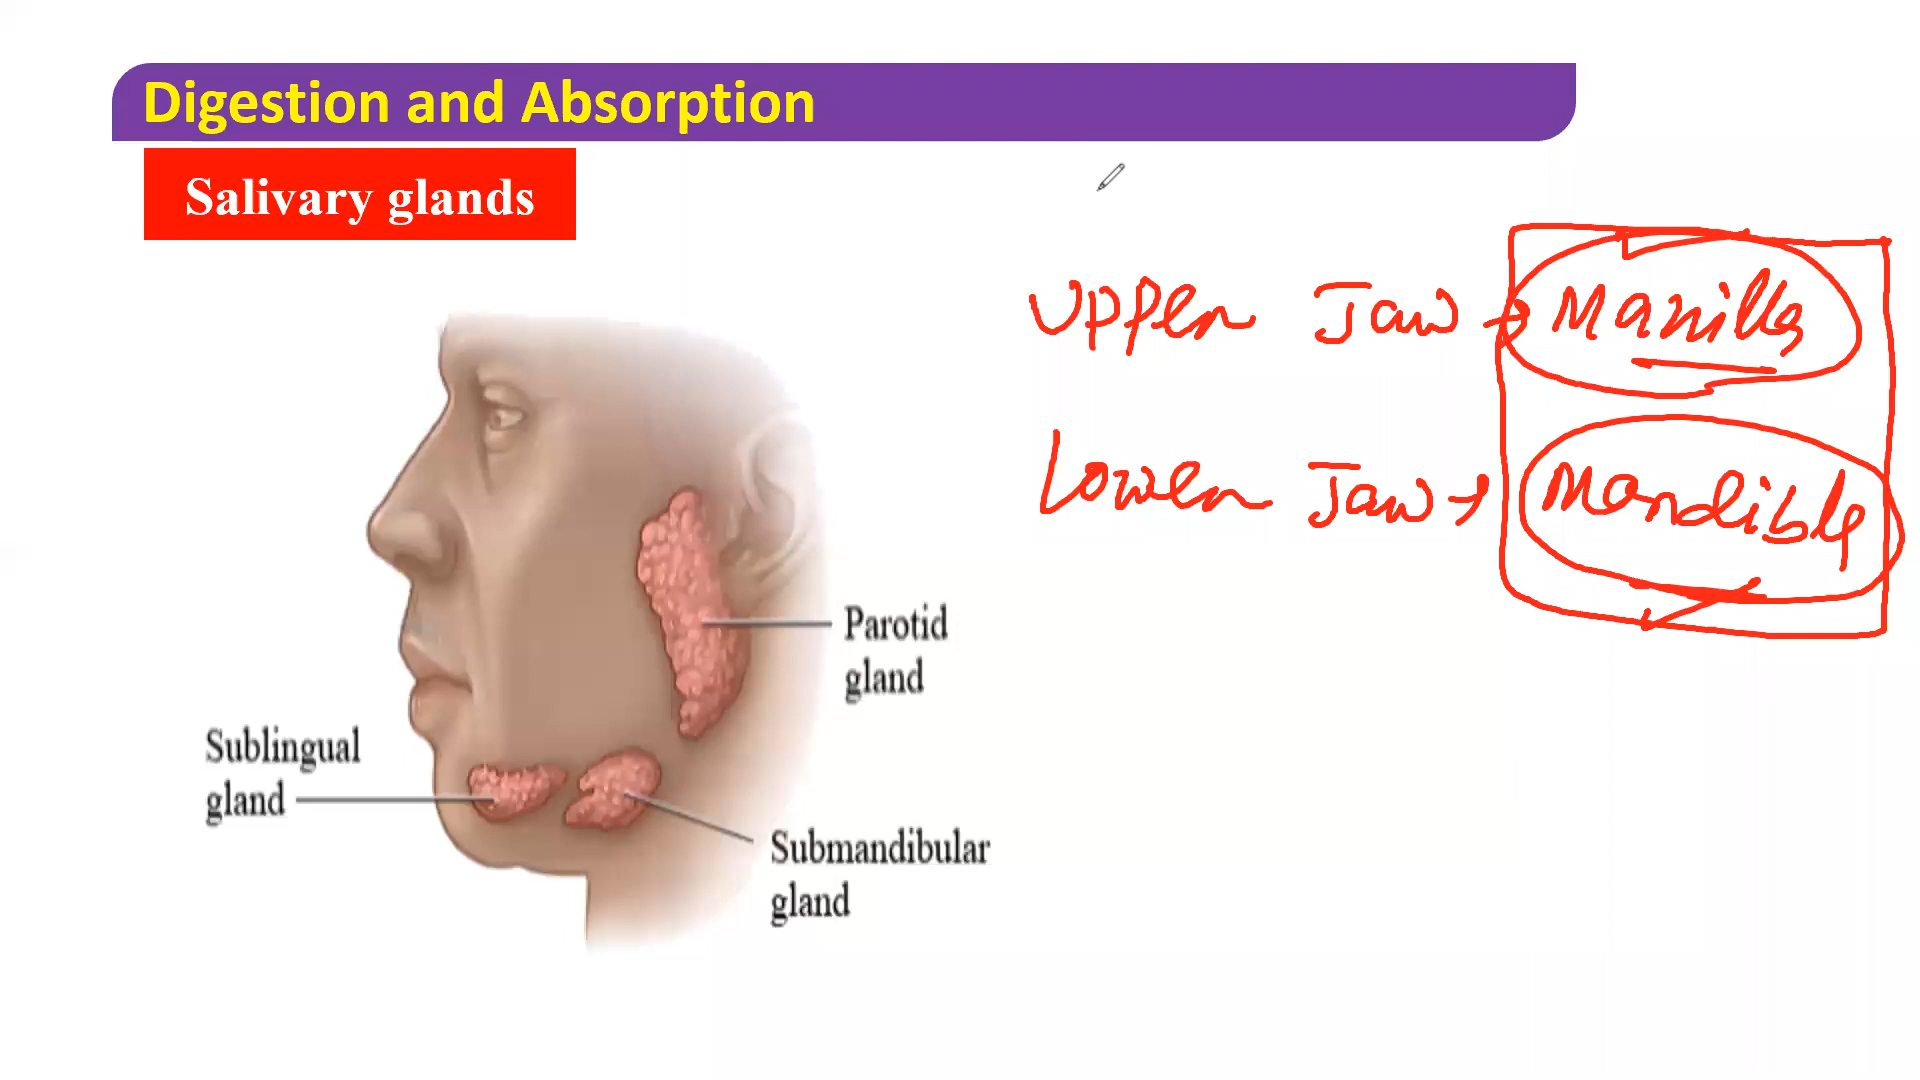 Digestion and Absorption
Salivary glands
Upper Jaw → Maxilla
Lower Jaw → Mandible
Parotid
gland
Sublingual
gland
Submandibular
gland